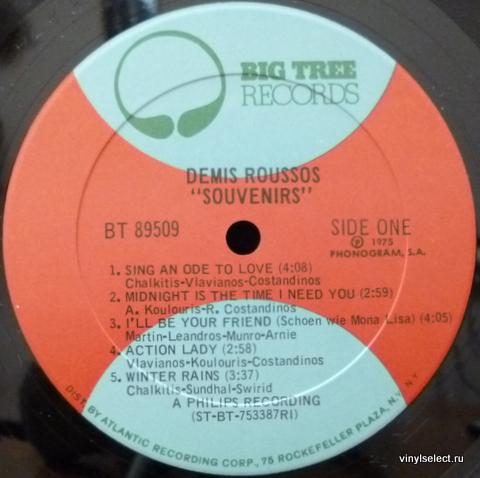 BIG TREE
RECORDS
DEMIS ROUSSOS
"SOUVENIRS"
BT 89509
SIDE ONE
℗ 1975
PHONOGRAM, S.A.
1. SING AN ODE TO LOVE (4:08)
Chalkitis-Vlavianos-Costandinos
2. MIDNIGHT IS THE TIME I NEED YOU (2:59)
A. Koulouris-R. Costandinos
3. I'LL BE YOUR FRIEND (Schoen wie Mona Lisa) (4:05)
Martin-Leandros-Munro-Arnie
4. ACTION LADY (2:58)
Vlavianos-Koulouris-Costandinos
5. WINTER RAINS (3:37)
Chalkitis-Sundhal-Swirid
A PHILIPS RECORDING
(ST-BT-753387RI)
DIST. BY ATLANTIC RECORDING CORP., 75 ROCKEFELLER PLAZA, N.Y. N.Y.
vinylselect.ru